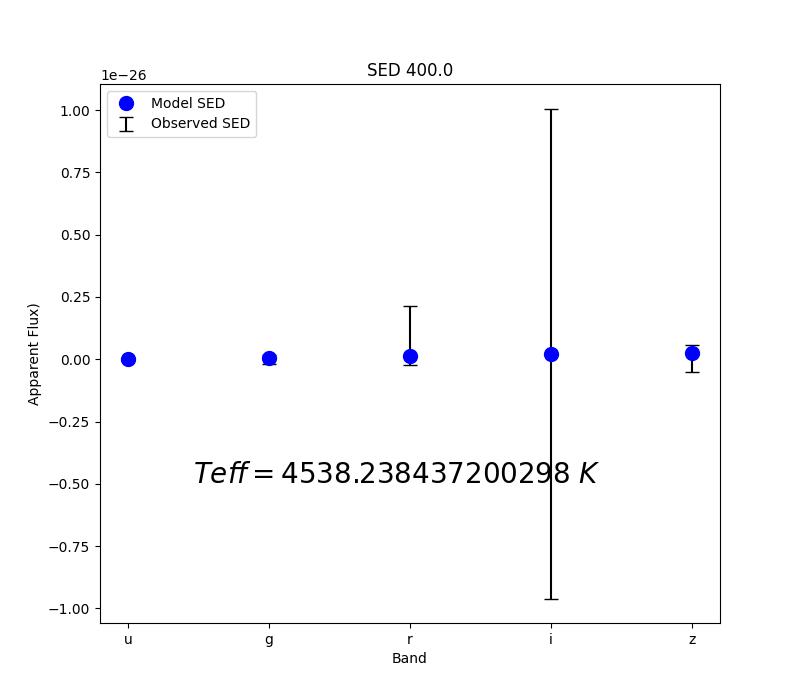 SED 400.0
1e−26
Model SED
Observed SED
1.00
0.75
0.50
0.25
0.00
−0.25
−0.50
−0.75
−1.00
Apparent Flux)
Teff = 4538.238437200298 K
u g r i z
Band